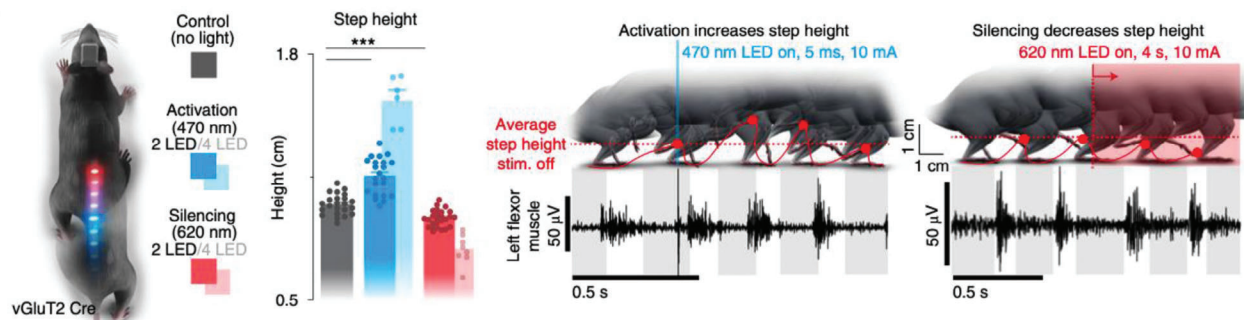 Control
(no light)
Activation
(470 nm)
2 LED/4 LED
Silencing
(620 nm)
2 LED/4 LED
vGluT2 Cre
Step height
***
1.8
Height (cm)
0.5
Activation increases step height
470 nm LED on, 5 ms, 10 mA
Average
step height
stim. off
Left flexor
muscle
50 µV
0.5 s
Silencing decreases step height
620 nm LED on, 4 s, 10 mA
1 cm
1 cm
50 µV
0.5 s